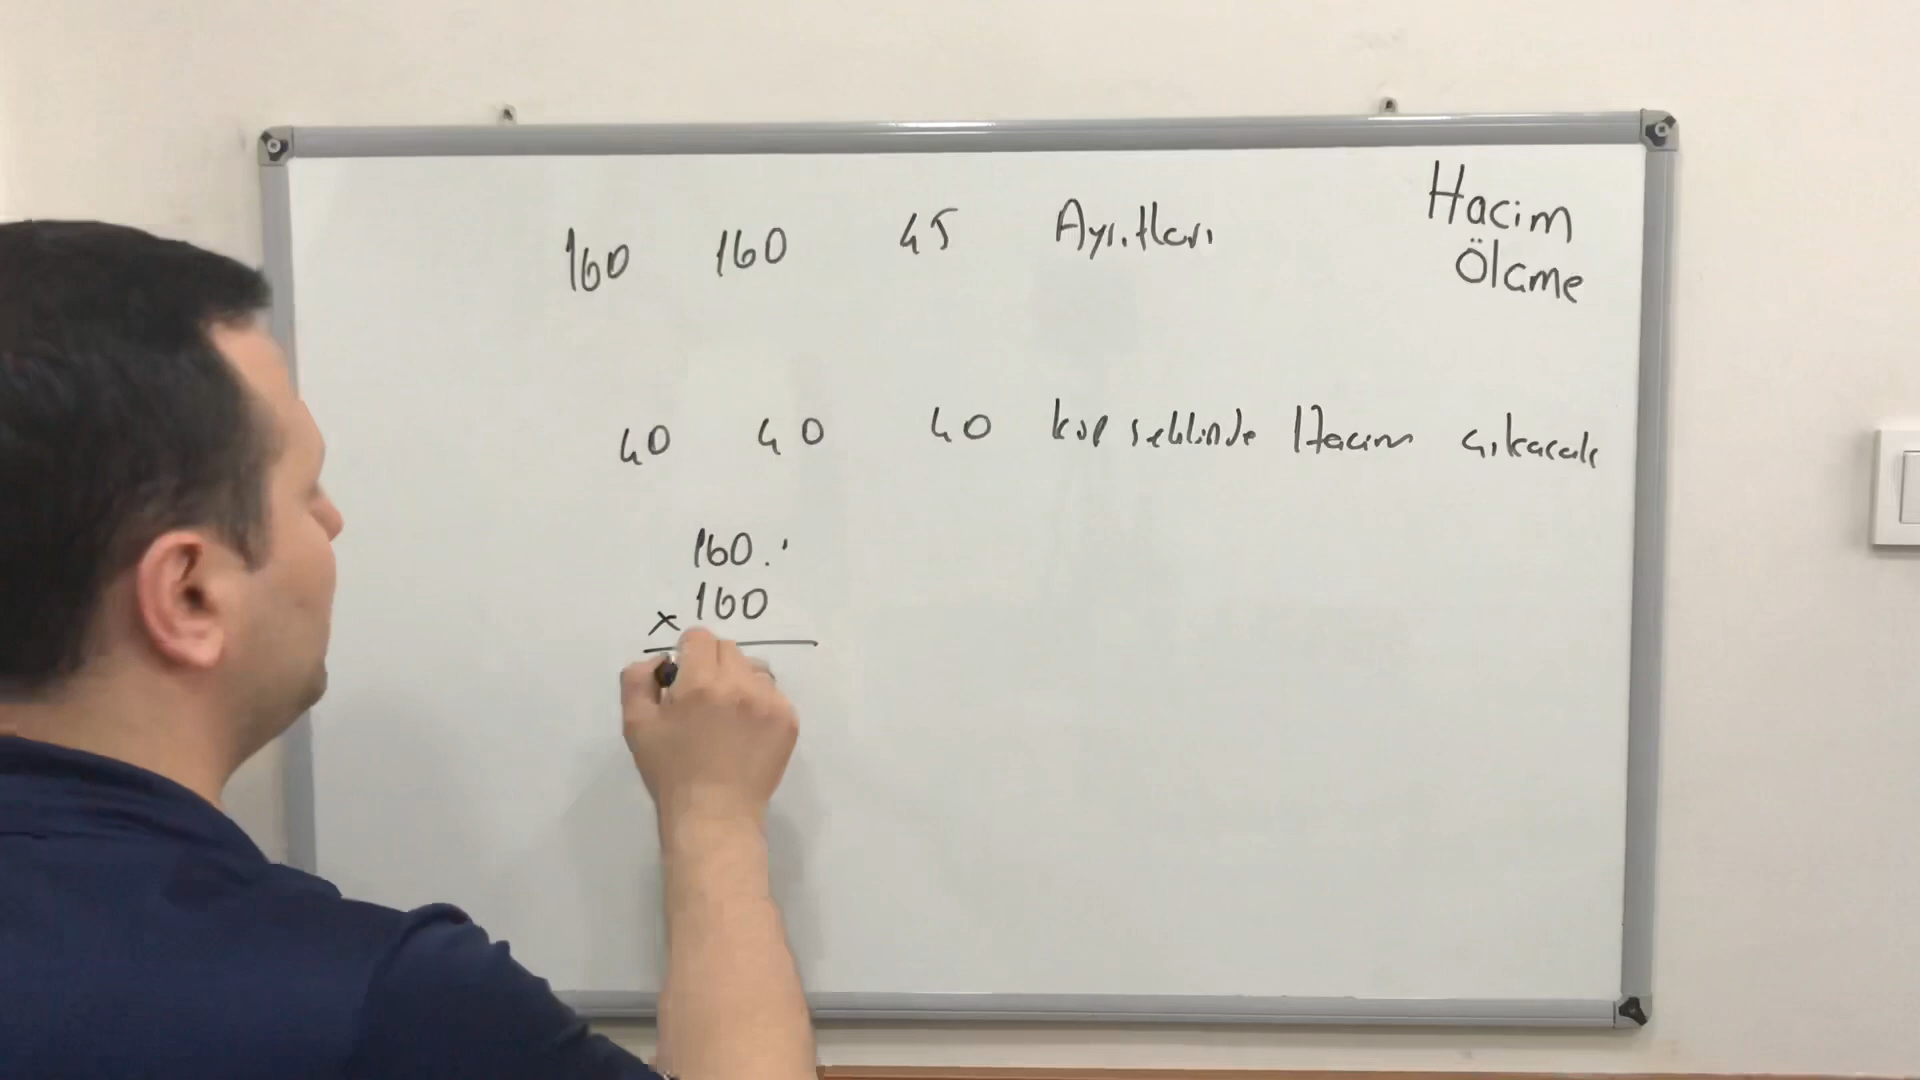 Hacim
Ölçme
160 160 45 Ayrıtları
40 40 40 küp şeklinde Hacim çıkacak
160
x 160